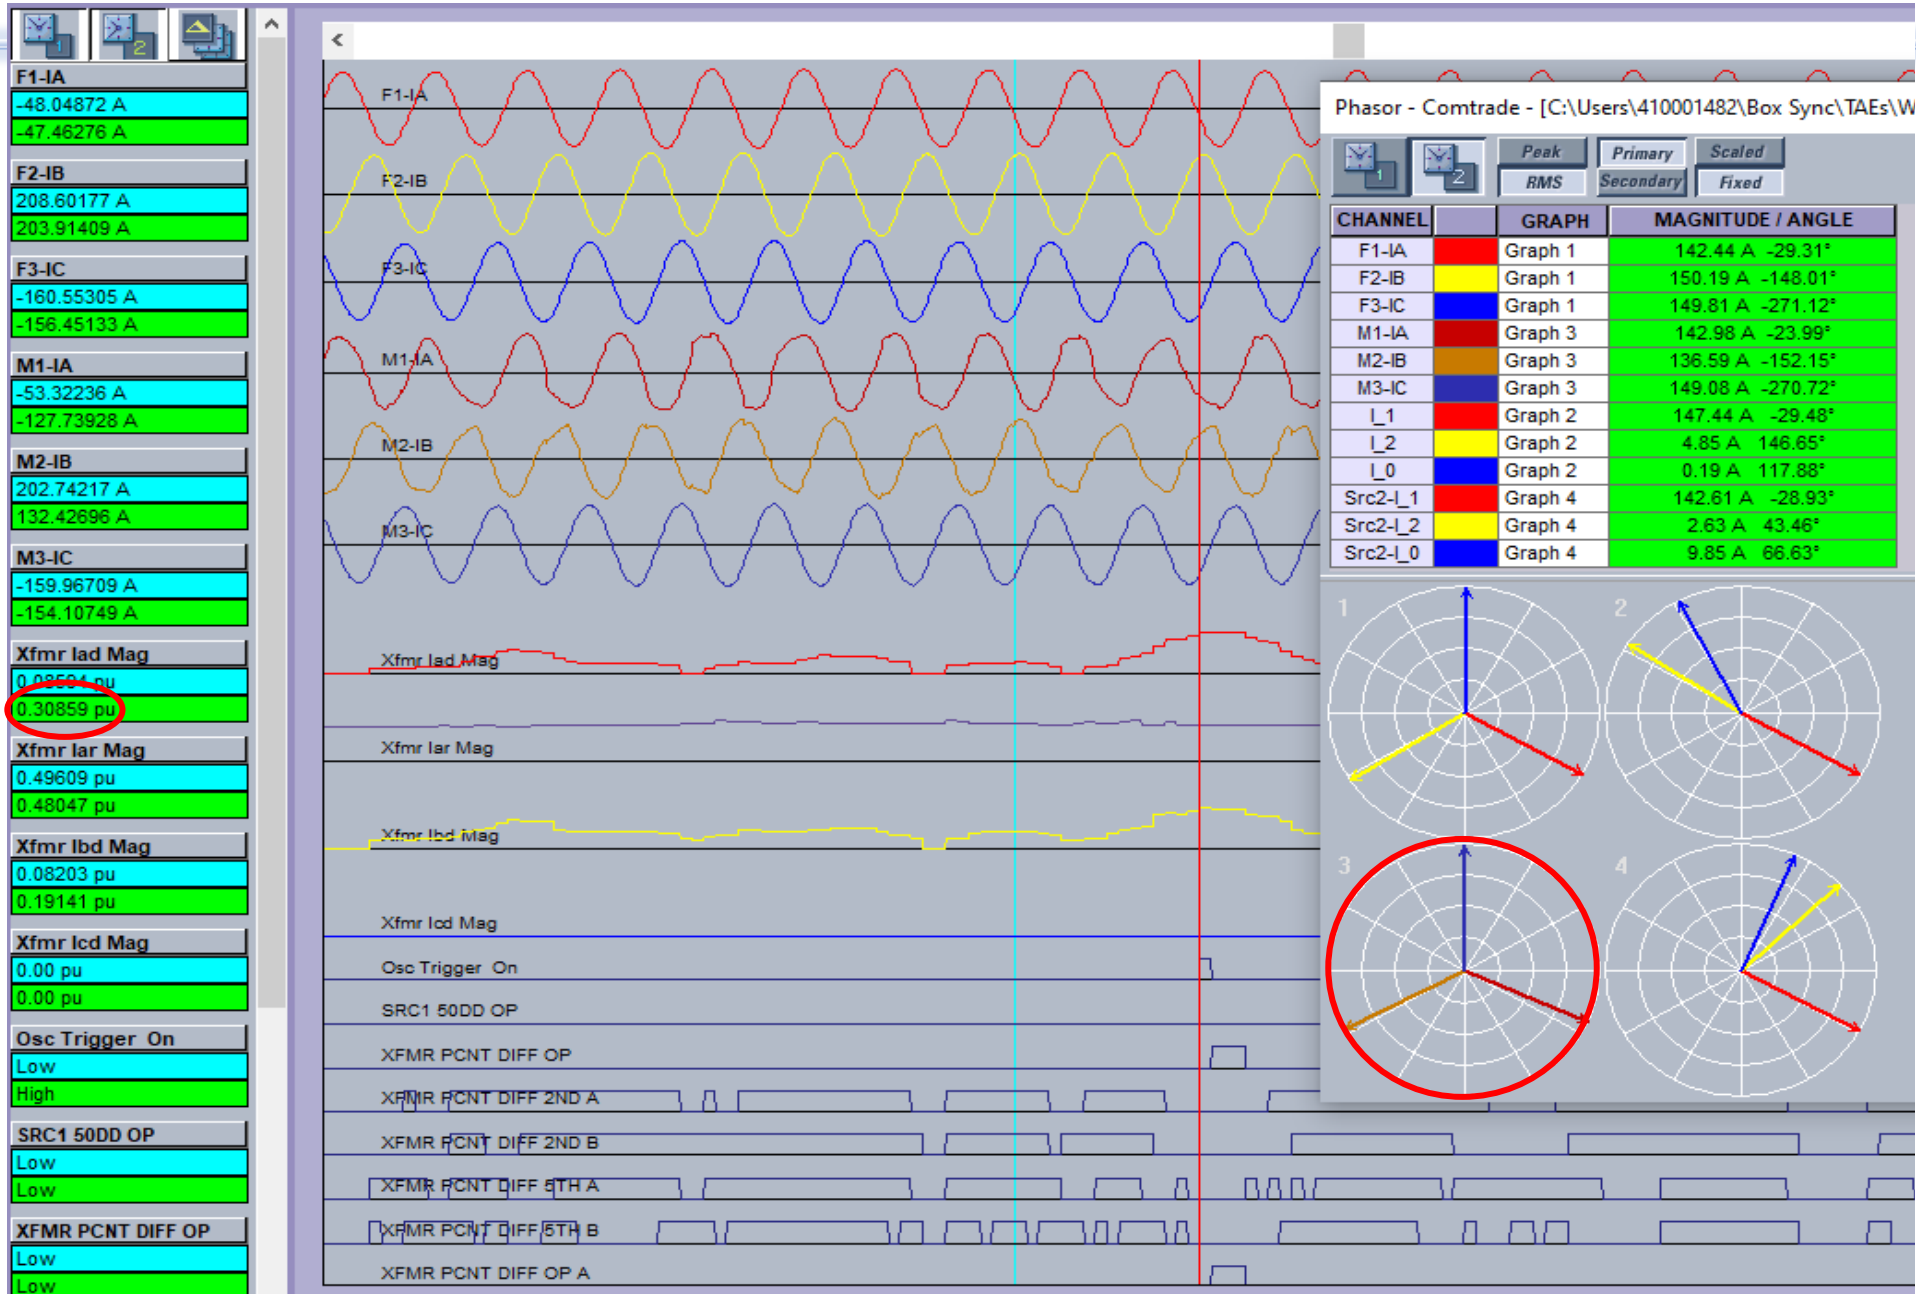 1
2
F1-IA
-48.04872 A
-47.46276 A
F2-IB
208.60177 A
203.91409 A
F3-IC
-160.55305 A
-156.45133 A
M1-IA
-53.32236 A
-127.73928 A
M2-IB
202.74217 A
132.42696 A
M3-IC
-159.96709 A
-154.10749 A
Xfmr Iad Mag
0.08594 pu
0.30859 pu
Xfmr Iar Mag
0.49609 pu
0.48047 pu
Xfmr Ibd Mag
0.08203 pu
0.19141 pu
Xfmr Icd Mag
0.00 pu
0.00 pu
Osc Trigger On
Low
High
SRC1 50DD OP
Low
Low
XFMR PCNT DIFF OP
Low
Low
F1-IA
F2-IB
F3-IC
M1-IA
M2-IB
M3-IC
Xfmr Iad Mag
Xfmr Iar Mag
Xfmr Ibd Mag
Xfmr Icd Mag
Osc Trigger On
SRC1 50DD OP
XFMR PCNT DIFF OP
XFMR PCNT DIFF 2ND A
XFMR PCNT DIFF 2ND B
XFMR PCNT DIFF 5TH A
XFMR PCNT DIFF 5TH B
XFMR PCNT DIFF OP A
Phasor - Comtrade - [C:\Users\410001482\Box Sync\TAEs\W
1 2 Peak Primary Scaled
RMS Secondary Fixed
CHANNEL GRAPH MAGNITUDE / ANGLE
F1-IA Graph 1 142.44 A -29.31°
F2-IB Graph 1 150.19 A -148.01°
F3-IC Graph 1 149.81 A -271.12°
M1-IA Graph 3 142.98 A -23.99°
M2-IB Graph 3 136.59 A -152.15°
M3-IC Graph 3 149.08 A -270.72°
I_1 Graph 2 147.44 A -29.48°
I_2 Graph 2 4.85 A 146.65°
I_0 Graph 2 0.19 A 117.88°
Src2-I_1 Graph 4 142.61 A -28.93°
Src2-I_2 Graph 4 2.63 A 43.46°
Src2-I_0 Graph 4 9.85 A 66.63°
1
2
3
4